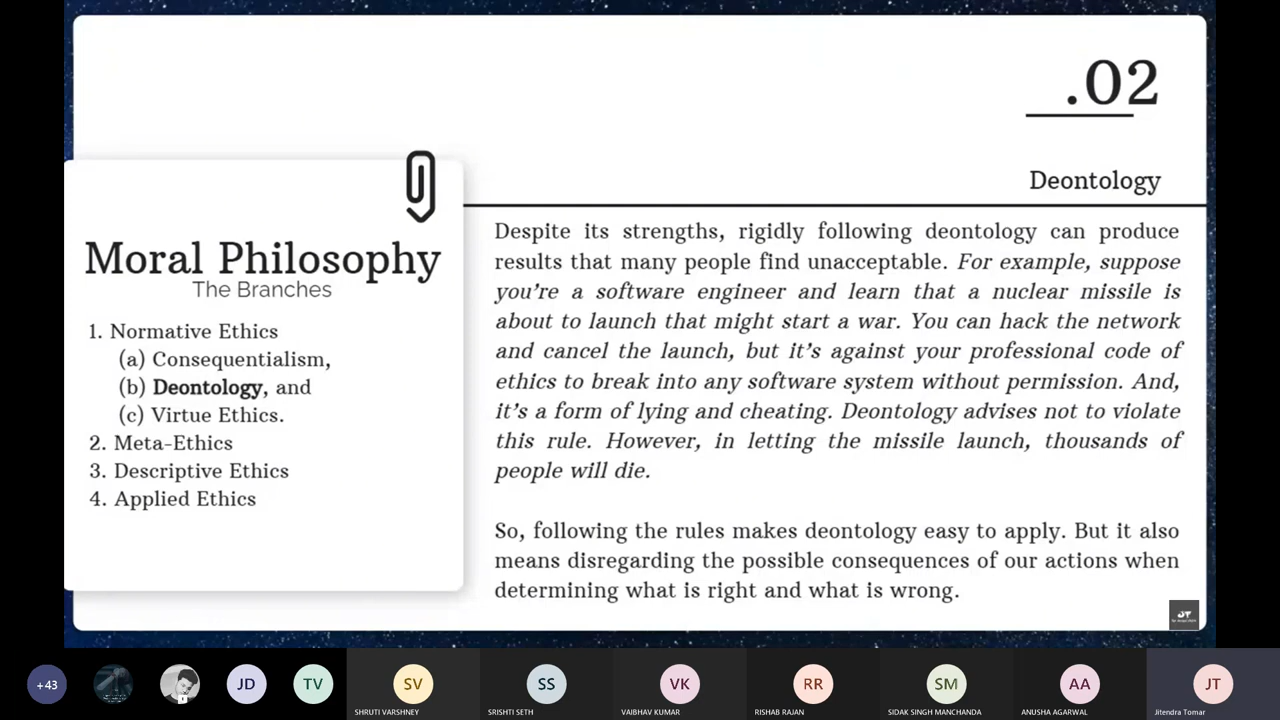 .02
Deontology
Moral Philosophy
The Branches
1. Normative Ethics
(a) Consequentialism,
(b) Deontology, and
(c) Virtue Ethics.
2. Meta-Ethics
3. Descriptive Ethics
4. Applied Ethics
Despite its strengths, rigidly following deontology can produce
results that many people find unacceptable. For example, suppose
you're a software engineer and learn that a nuclear missile is
about to launch that might start a war. You can hack the network
and cancel the launch, but it's against your professional code of
ethics to break into any software system without permission. And,
it's a form of lying and cheating. Deontology advises not to violate
this rule. However, in letting the missile launch, thousands of
people will die.
So, following the rules makes deontology easy to apply. But it also
means disregarding the possible consequences of our actions when
determining what is right and what is wrong.
+43
JD
TV
SV
SS
VK
RR
SM
AA
JT
SHRUTI VARSHNEY
SRISHTI SETH
VAIBHAV KUMAR
RISHAB RAJAN
SIDAK SINGH MANCHANDA
ANUSHA AGARWAL
Jitendra Tomar